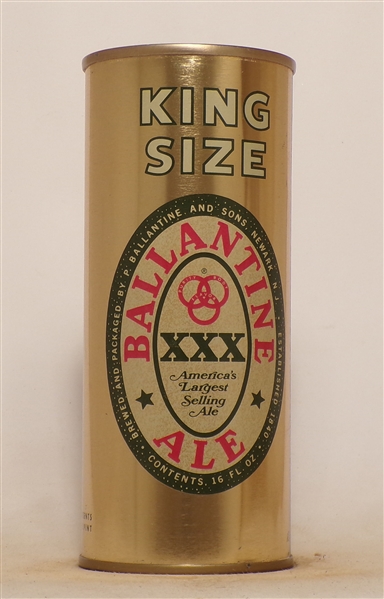 KING
SIZE
BREWED AND PACKAGED BY P. BALLANTINE AND SONS, NEWARK, N.J. ESTABLISHED 1840
BALLANTINE
XXX
America's
Largest
Selling
Ale
ALE
CONTENTS, 16 FL. OZ.